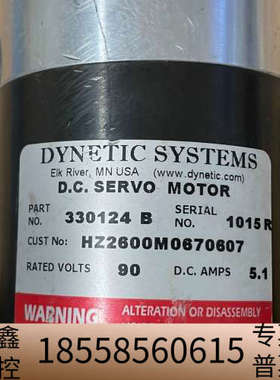 DYNETIC SYSTEMS
Elk River, MN USA (www.dynetic.com)
D.C. SERVO MOTOR
PART NO. 330124 B SERIAL NO. 1015 R
CUST No: HZ2600M0670607
RATED VOLTS 90 D.C. AMPS 5.1
WARNING! ALTERATION OR DISASSEMBLY
鑫 18558560615 专
控 普